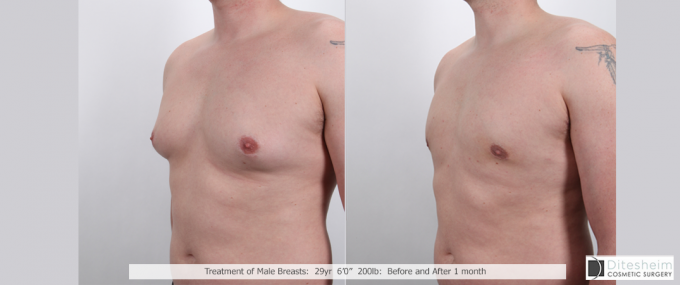 Treatment of Male Breasts: 29yr 6'0" 200lb: Before and After 1 month
Ditesheim
COSMETIC SURGERY